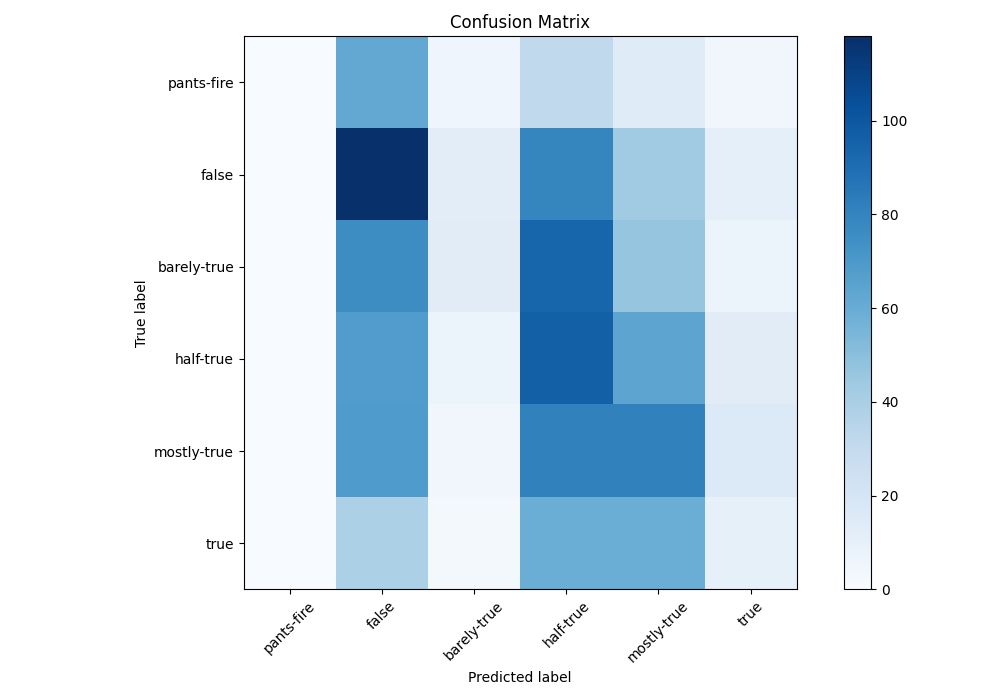 Confusion Matrix
True label
pants-fire
false
barely-true
half-true
mostly-true
true
pants-fire
false
barely-true
half-true
mostly-true
true
Predicted label
100
80
60
40
20
0